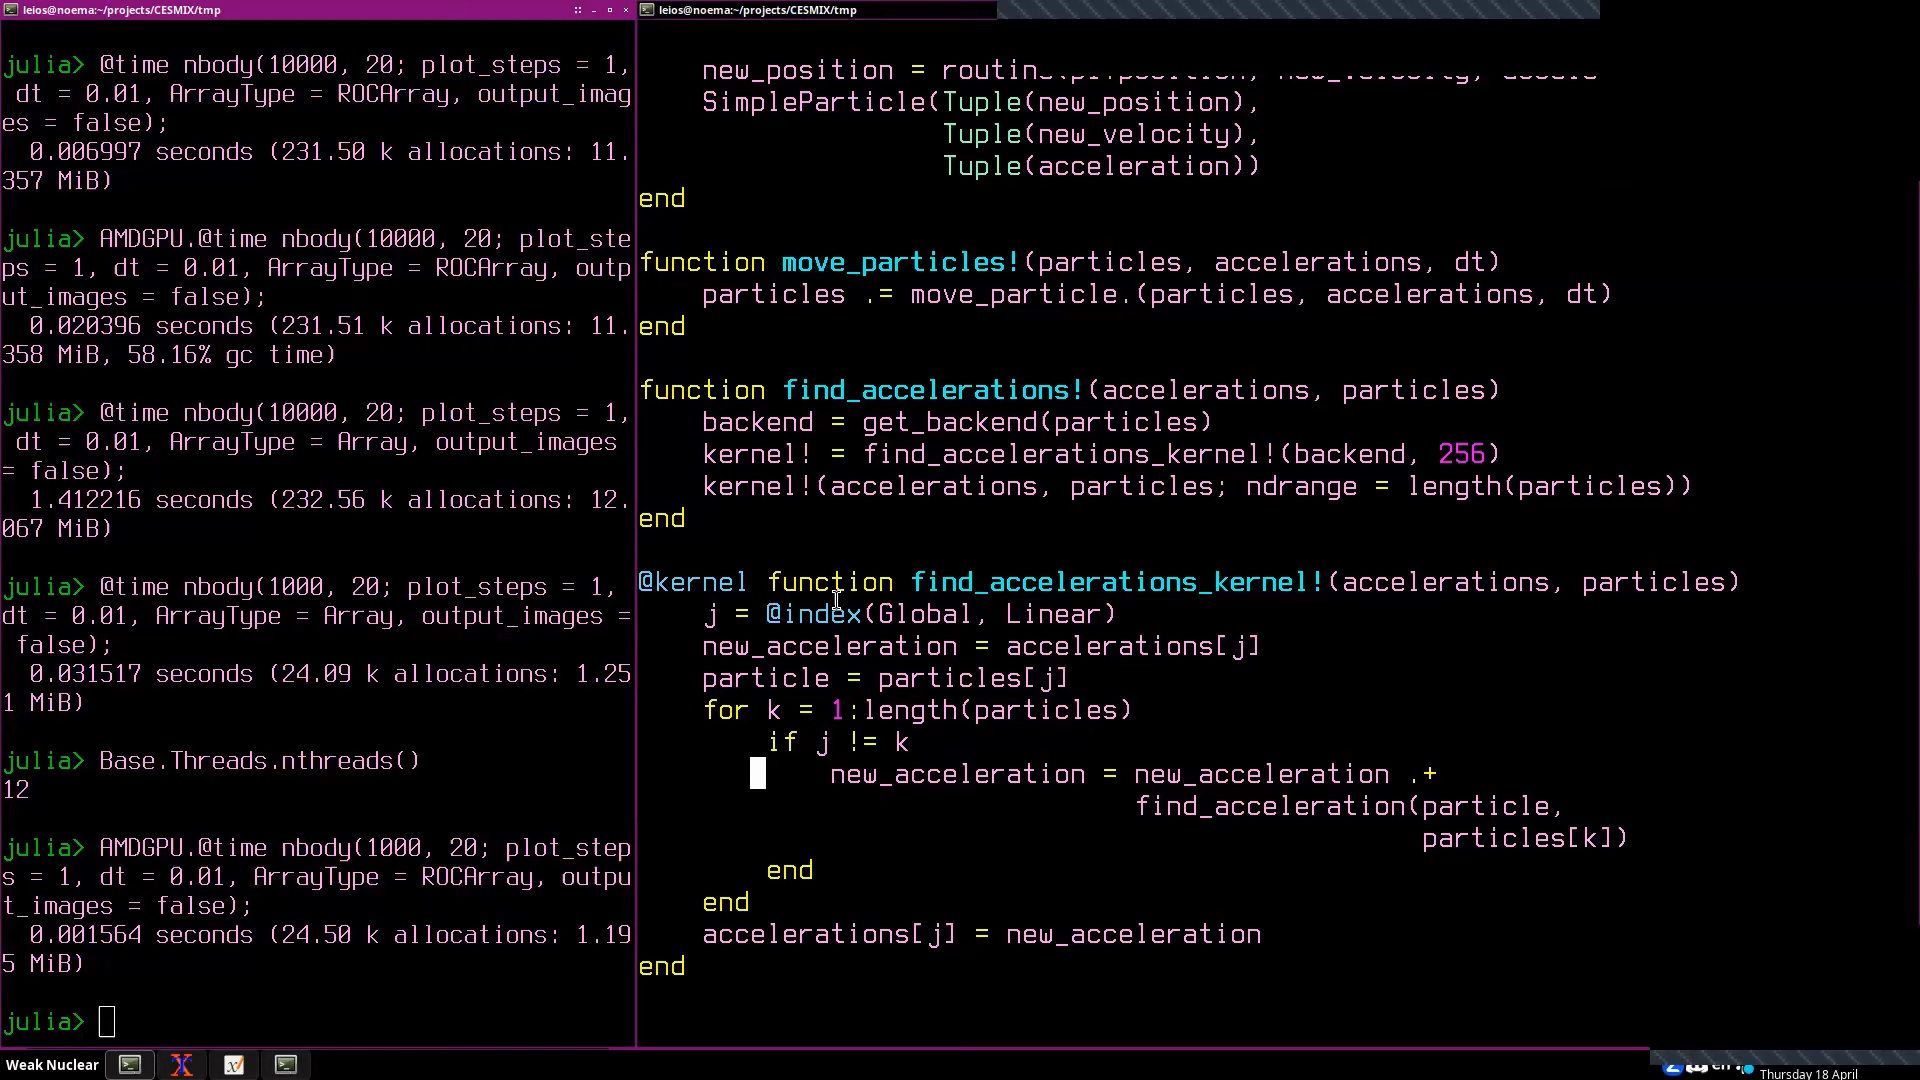 leios@noema:~/projects/CESMIX/tmp
julia> @time nbody(10000, 20; plot_steps = 1,
dt = 0.01, ArrayType = ROCArray, output_imag
es = false);
0.006997 seconds (231.50 k allocations: 11.
357 MiB)
julia> AMDGPU.@time nbody(10000, 20; plot_ste
ps = 1, dt = 0.01, ArrayType = ROCArray, outp
ut_images = false);
0.020396 seconds (231.51 k allocations: 11.
358 MiB, 58.16% gc time)
julia> @time nbody(10000, 20; plot_steps = 1,
dt = 0.01, ArrayType = Array, output_images
= false);
1.412216 seconds (232.56 k allocations: 12.
067 MiB)
julia> @time nbody(1000, 20; plot_steps = 1,
dt = 0.01, ArrayType = Array, output_images =
false);
0.031517 seconds (24.09 k allocations: 1.25
1 MiB)
julia> Base.Threads.nthreads()
12
julia> AMDGPU.@time nbody(1000, 20; plot_step
s = 1, dt = 0.01, ArrayType = ROCArray, outpu
t_images = false);
0.001564 seconds (24.50 k allocations: 1.19
5 MiB)
julia>
leios@noema:~/projects/CESMIX/tmp
new_position =
SimpleParticle(Tuple(new_position),
Tuple(new_velocity),
Tuple(acceleration))
end
function move_particles!(particles, accelerations, dt)
particles .= move_particle.(particles, accelerations, dt)
end
function find_accelerations!(accelerations, particles)
backend = get_backend(particles)
kernel! = find_accelerations_kernel!(backend, 256)
kernel!(accelerations, particles; ndrange = length(particles))
end
@kernel function find_accelerations_kernel!(accelerations, particles)
j = @index(Global, Linear)
new_acceleration = accelerations[j]
particle = particles[j]
for k = 1:length(particles)
if j != k
new_acceleration = new_acceleration .+
find_acceleration(particle,
particles[k])
end
end
accelerations[j] = new_acceleration
end
Weak Nuclear
Thursday 18 April